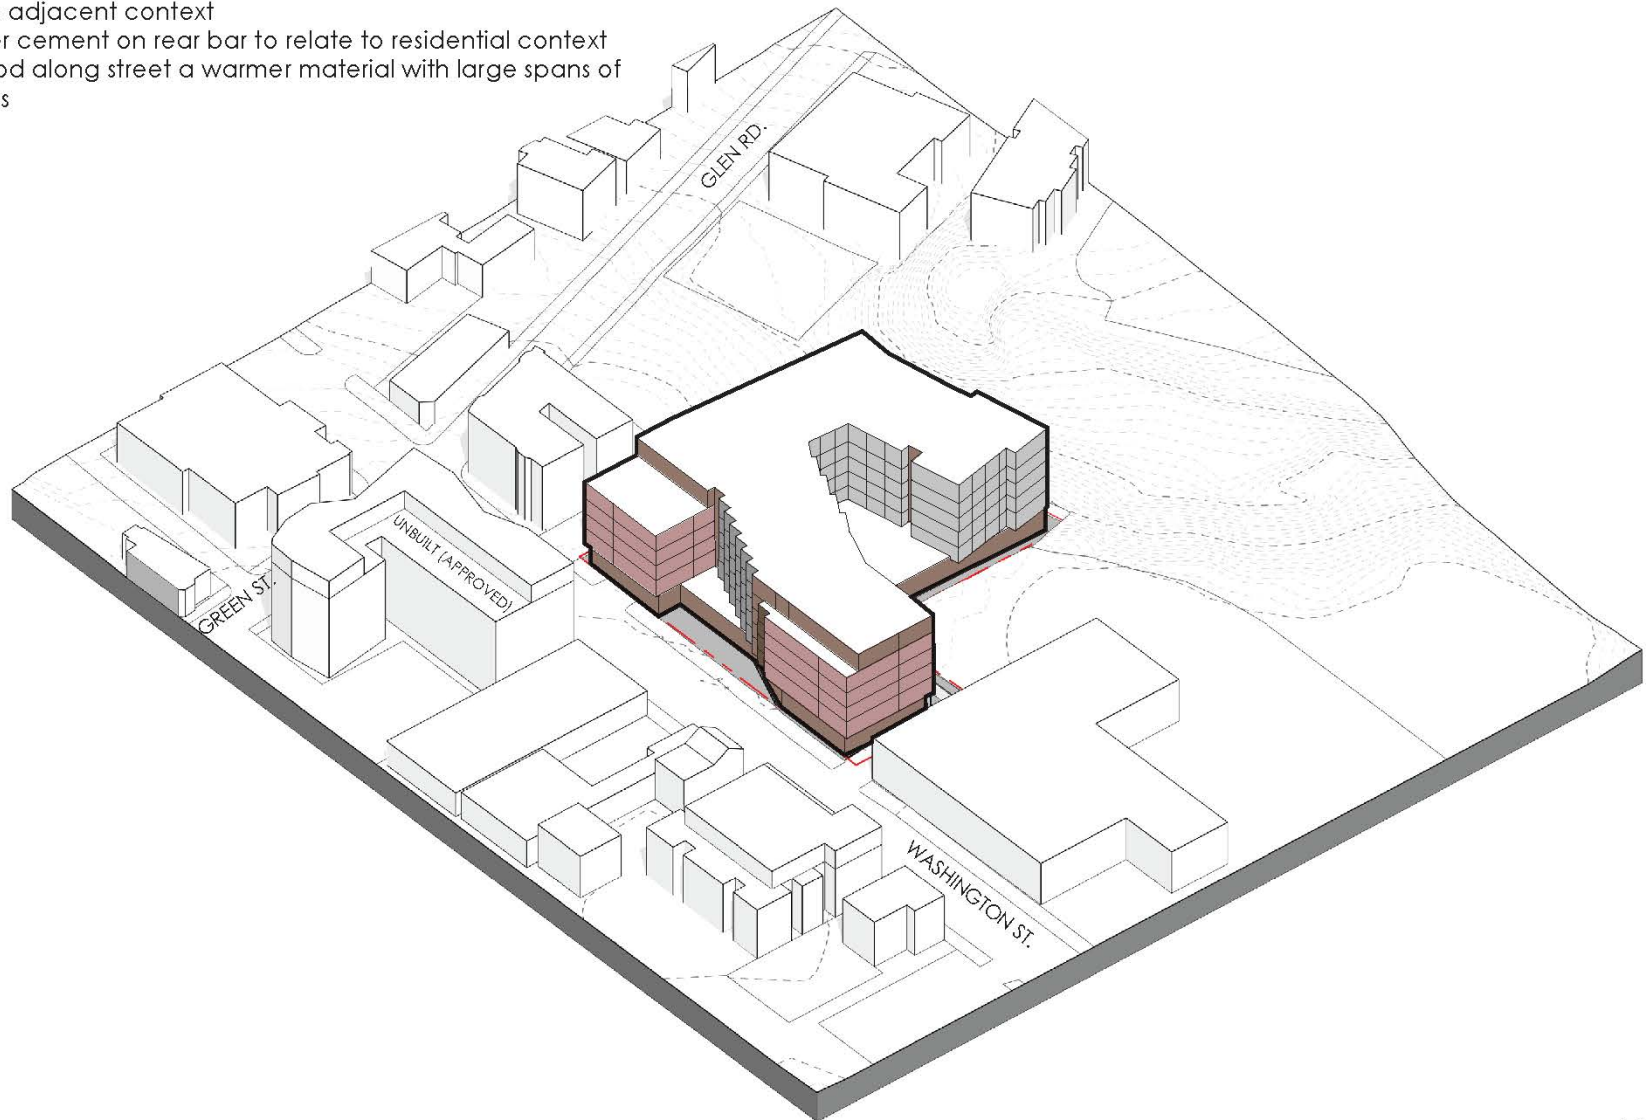 adjacent context
r cement on rear bar to relate to residential context
od along street a warmer material with large spans of
s
GLEN RD.
UNBUILT (APPROVED)
GREEN ST.
WASHINGTON ST.